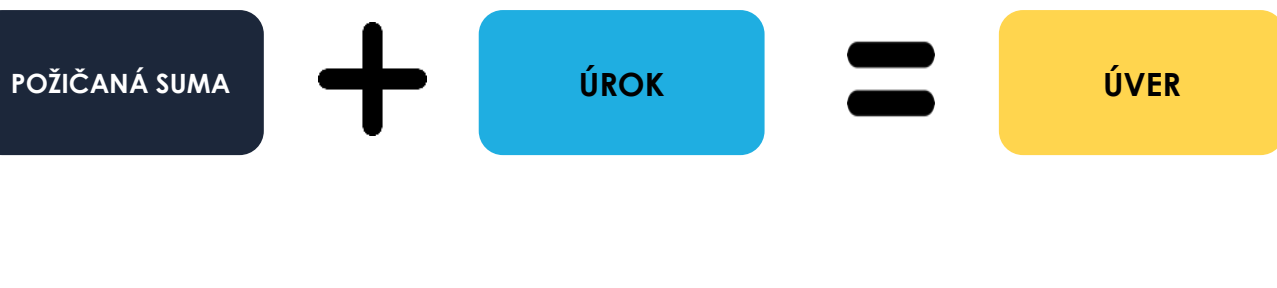 POŽIČANÁ SUMA + ÚROK = ÚVER